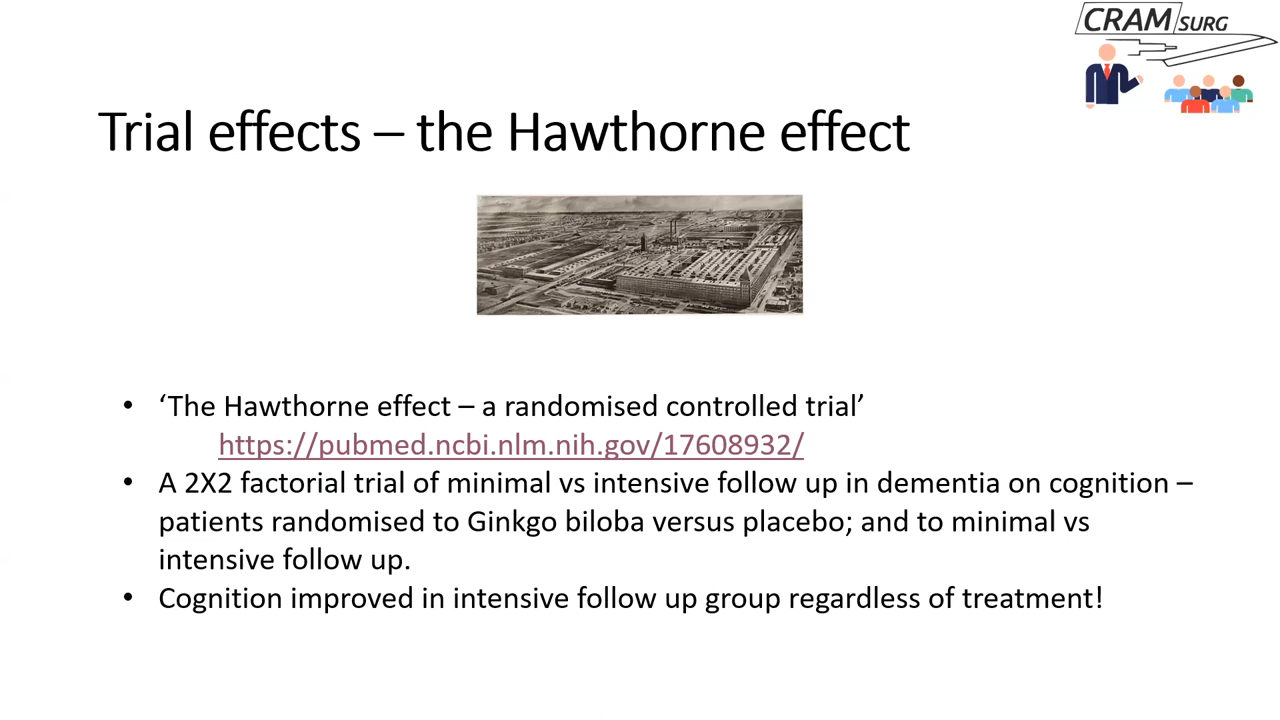 CRAM SURG
Trial effects – the Hawthorne effect
• ‘The Hawthorne effect – a randomised controlled trial’
https://pubmed.ncbi.nlm.nih.gov/17608932/
• A 2X2 factorial trial of minimal vs intensive follow up in dementia on cognition –
patients randomised to Ginkgo biloba versus placebo; and to minimal vs
intensive follow up.
• Cognition improved in intensive follow up group regardless of treatment!